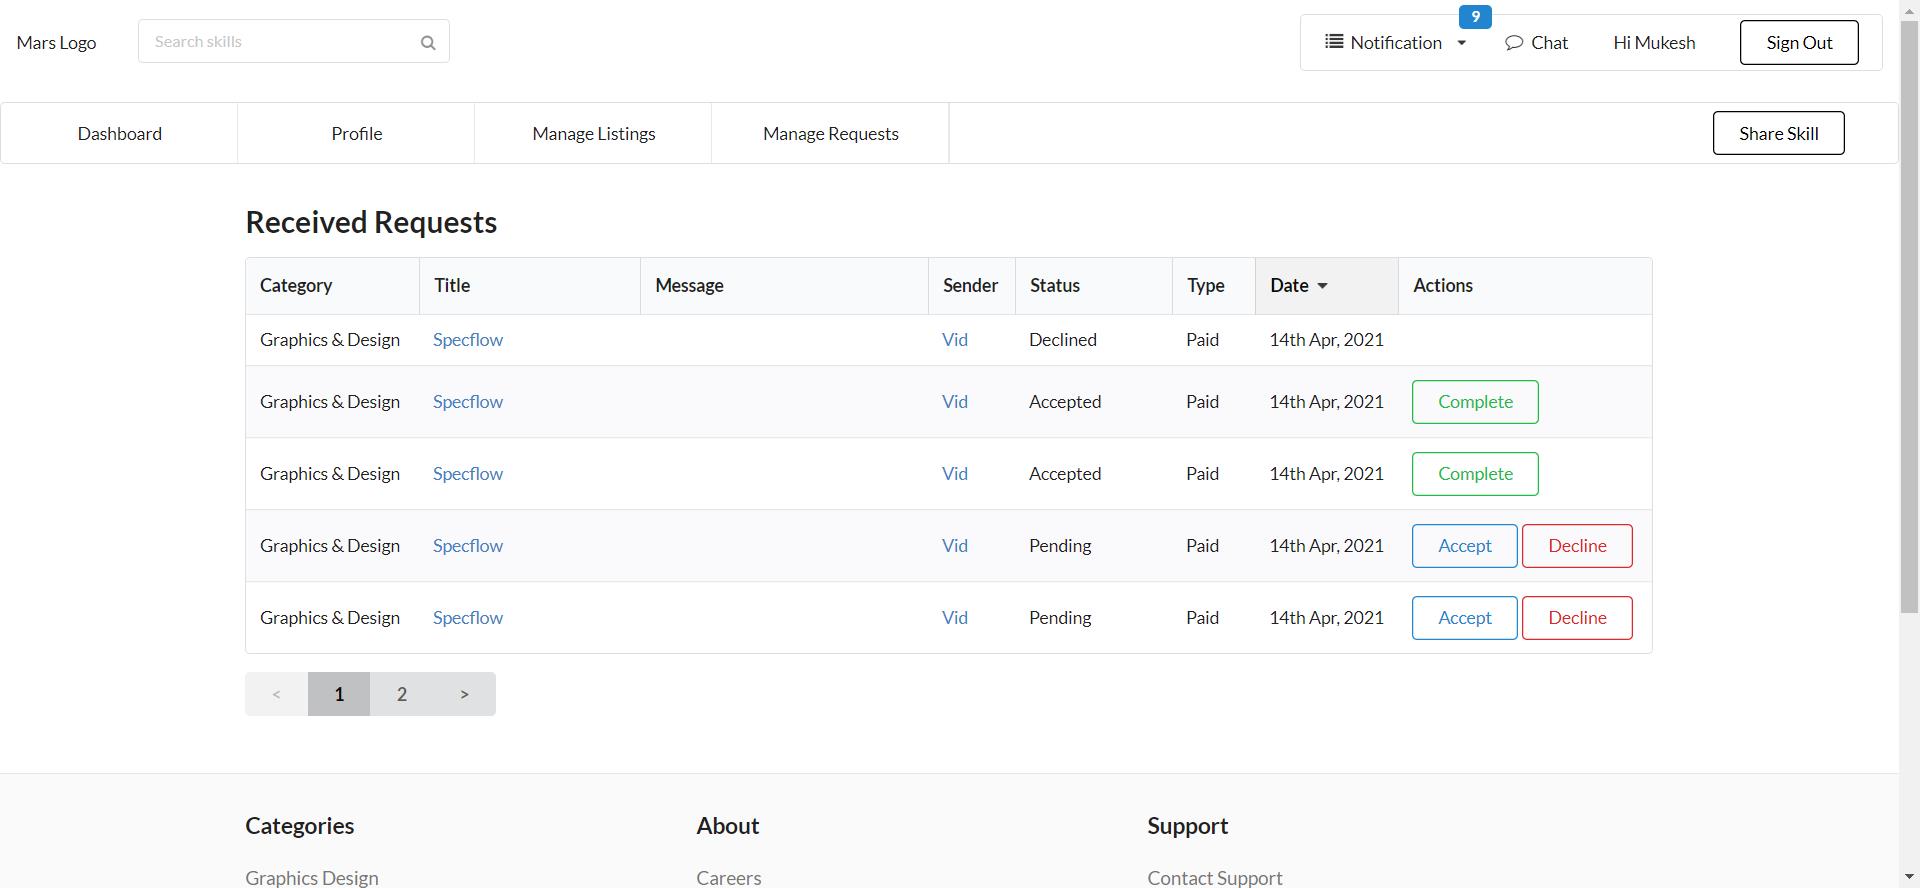 9
Mars Logo Search skills Notification Chat Hi Mukesh Sign Out
Dashboard Profile Manage Listings Manage Requests Share Skill
Received Requests
Category Title Message Sender Status Type Date Actions
Graphics & Design Specflow Vid Declined Paid 14th Apr, 2021
Graphics & Design Specflow Vid Accepted Paid 14th Apr, 2021 Complete
Graphics & Design Specflow Vid Accepted Paid 14th Apr, 2021 Complete
Graphics & Design Specflow Vid Pending Paid 14th Apr, 2021 Accept Decline
Graphics & Design Specflow Vid Pending Paid 14th Apr, 2021 Accept Decline
< 1 2 >
Categories About Support
Graphics Design Careers Contact Support